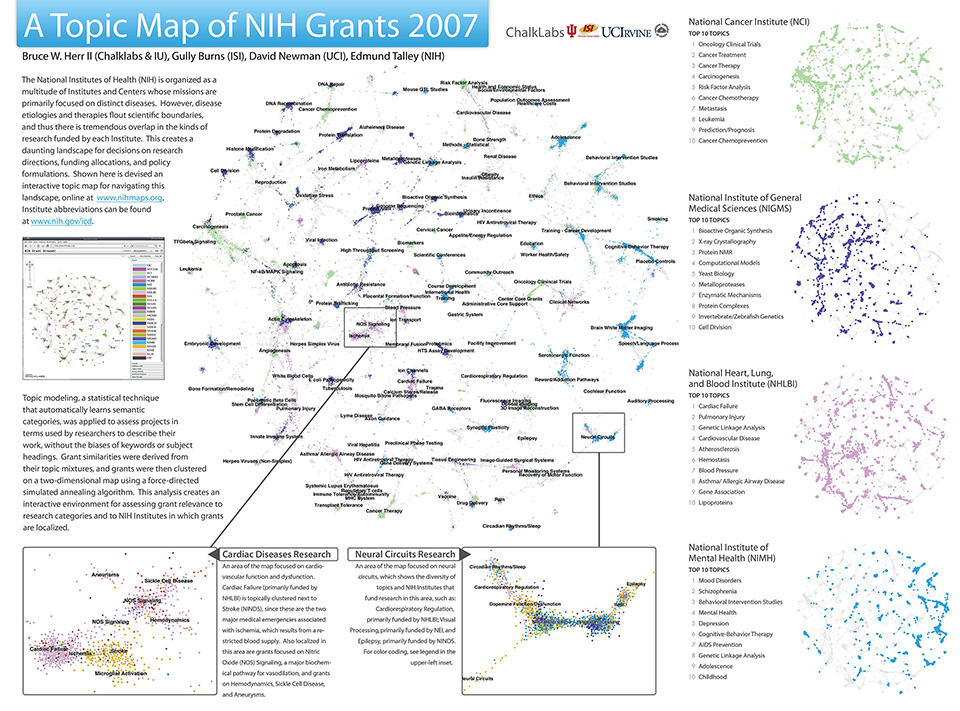 A Topic Map of NIH Grants 2007
ChalkLabs
ISI
UCIRVINE
Bruce W. Herr II (Chalklabs & IU), Gully Burns (ISI), David Newman (UCI), Edmund Talley (NIH)
The National Institutes of Health (NIH) is organized as a
multitude of Institutes and Centers whose missions are
primarily focused on distinct diseases. However, disease
etiologies and therapies flout scientific boundaries,
and thus there is tremendous overlap in the kinds of
research funded by each Institute. This creates a
daunting landscape for decisions on research
directions, funding allocations, and policy
formulations. Shown here is devised an
interactive topic map for navigating this
landscape, online at www.nihmaps.org.
Institute abbreviations can be found
at www.nih.gov/icd.
Topic modeling, a statistical technique
that automatically learns semantic
categories, was applied to assess projects in
terms used by researchers to describe their
work, without the biases of keywords or subject
headings. Grant similarities were derived from
their topic mixtures, and grants were then clustered
on a two-dimensional map using a force-directed
simulated annealing algorithm. This analysis creates an
interactive environment for assessing grant relevance to
research categories and to NIH Institutes in which grants
are localized.
DNA Repair
Mouse QTL Studies
Risk Factor Analysis
Health and Economic Status
Social/Environmental Factors
DNA Recombination
Cancer Chemoprevention
Population Outcomes Assessment
Healthcare Costs
Cardiovascular Disease
Protein Degradation
Alzheimers Disease
Protein Translation
Adolescence
Histone Modification
Bone Strength
Methods - Statistical
Lipoproteins
Metalloproteases
Genetic Linkage Analysis
Renal Disease
Behavioral Intervention Studies
Cell Division
Iron Metabolism
Obesity
Insulin Resistance
Reproduction
Behavioral Intervention Studies
Oxidative Stress
Bioactive Organic Synthesis
Ethics
Prostate Cancer
Urinary Incontinence
Smoking
Carcinogenesis
HIV Antiretroviral Therapy
Cervical Cancer
Training - Career Development
TFGbeta Signaling
Viral Infection
Appetite/Energy Regulation
Biomarkers
Education
Cognitive Behavior Therapy
High Throughput Screening
Scientific Conferences
Worker Health/Safety
Placebo Controls
Leukemia
Apoptosis
NF-kB/MAPK Signaling
Community Outreach
Antibiotic Resistance
Course Development
Oncology Clinical Trials
International Health
Training
Placental Formation/Function
Center Core Grants
Protein Trafficking
Blood Pressure
Administrative Core Support
Clinical Networks
Actin Cytoskeleton
NOS Signaling
Ion Transport
Gastric System
Ischemia
Brain White Matter Imaging
Embryonic Development
Herpes Simplex Virus
Membrane Fusion
Proteomics
Facility Improvement
Speech/Language Processing
Angiogenesis
HTS Assay Development
Serotonergic Function
White Blood Cells
Ion Channels
Cardiorespiratory Regulation
E coli Pathogenicity
Cardiac Failure
Reward/Addiction Pathways
Bone Formation/Remodeling
Tuberculosis
Trauma
Calcium Stores/Release
Mosquito Borne Pathogens
Cochlear Function
Pancreatic Beta Cells
Stem Cell Differentiation
Fluorescence Imaging
3D Image Reconstruction
Auditory Processing
Pulmonary Injury
GABA Receptors
Lyme Disease
Axon Guidance
Synaptic Plasticity
Innate Imaging System
Epilepsy
Neural Circuits
Viral Hepatitis
Preclinical Phase Testing
Asthma/ Allergic Airway Disease
Herpes Viruses (Non-Simplex)
HIV Antiretroviral Therapy
Gene Delivery Systems
Tissue Engineering
Image-Guided Surgical Systems
HIV Antiretroviral Therapy
Personal Monitoring Systems
Recovery of Motor Function
Systemic Lupus Erythematosus
Regulatory T cells
Immune Tolerance/Autoimmunity
MHC System
Transplant Tolerance
Vaccine
Drug Delivery
Pain
Cancer Therapy
Circadian Rhythms/Sleep
Aneurisms
Sickle Cell Disease
NOS Signaling
Hemodynamics
NOS Signaling
Cardiac Failure
Ischemia
Stroke
Microglial Activation
Cardiac Diseases Research
An area of the map focused on cardio-
vascular function and dysfunction.
Cardiac Failure (primarily funded by
NHLBI) is topically clustered next to
Stroke (NINDS), since these are the two
major medical emergencies associated
with ischemia, which results from a re-
stricted blood supply. Also localized in
this area are grants focused on Nitric
Oxide (NOS) Signaling, a major biochem-
ical pathway for vasodilation, and grants
on Hemodynamics, Sickle Cell Disease,
and Aneurysms.
Neural Circuits Research
An area of the map focused on neural
circuits, which shows the diversity of
topics and NIH Institutes that
fund research in this area, such as:
Cardiorespiratory Regulation,
primarily funded by NHLBI; Visual
Processing, primarily funded by NEI, and
Epilepsy, primarily funded by NINDS.
For color coding, see legend in the
upper-left inset.
Circadian Rhythms/Sleep
Cardiorespiratory Regulation
Epilepsy
Dopamine Function/Dysfunction
Neural Circuits
National Cancer Institute (NCI)
TOP 10 TOPICS
1 Oncology Clinical Trials
2 Cancer Treatment
3 Cancer Therapy
4 Carcinogenesis
5 Risk Factor Analysis
6 Cancer Chemotherapy
7 Metastasis
8 Leukemia
9 Prediction/Prognosis
10 Cancer Chemoprevention
National Institute of General
Medical Sciences (NIGMS)
TOP 10 TOPICS
1 Bioactive Organic Synthesis
2 X-ray Crystallography
3 Protein NMR
4 Computational Models
5 Yeast Biology
6 Metalloproteases
7 Enzymatic Mechanisms
8 Protein Complexes
9 Invertebrate/Zebrafish Genetics
10 Cell Division
National Heart, Lung,
and Blood Institute (NHLBI)
TOP 10 TOPICS
1 Cardiac Failure
2 Pulmonary Injury
3 Genetic Linkage Analysis
4 Cardiovascular Disease
5 Atherosclerosis
6 Hemostasis
7 Blood Pressure
8 Asthma/ Allergic Airway Disease
9 Gene Association
10 Lipoproteins
National Institute of
Mental Health (NIMH)
TOP 10 TOPICS
1 Mood Disorders
2 Schizophrenia
3 Behavioral Intervention Studies
4 Mental Health
5 Depression
6 Cognitive-Behavior Therapy
7 AIDS Prevention
8 Genetic Linkage Analysis
9 Adolescence
10 Childhood